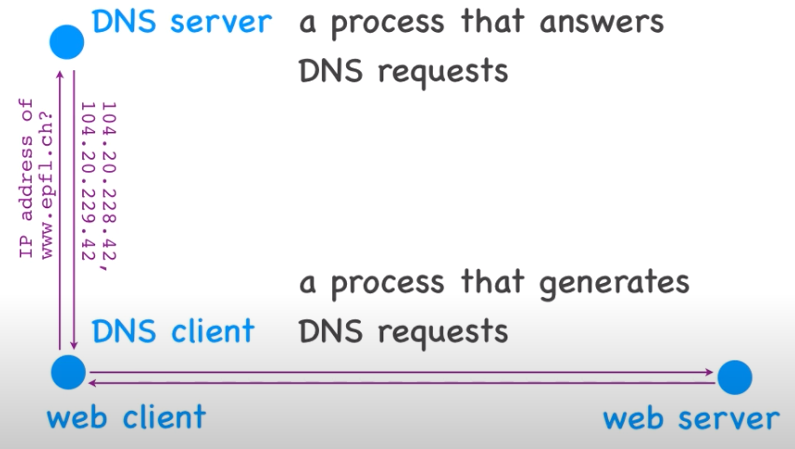 DNS server a process that answers
DNS requests
IP address of
www.epfl.ch?
104.20.228.42,
104.20.229.42
a process that generates
DNS client DNS requests
web client
web server